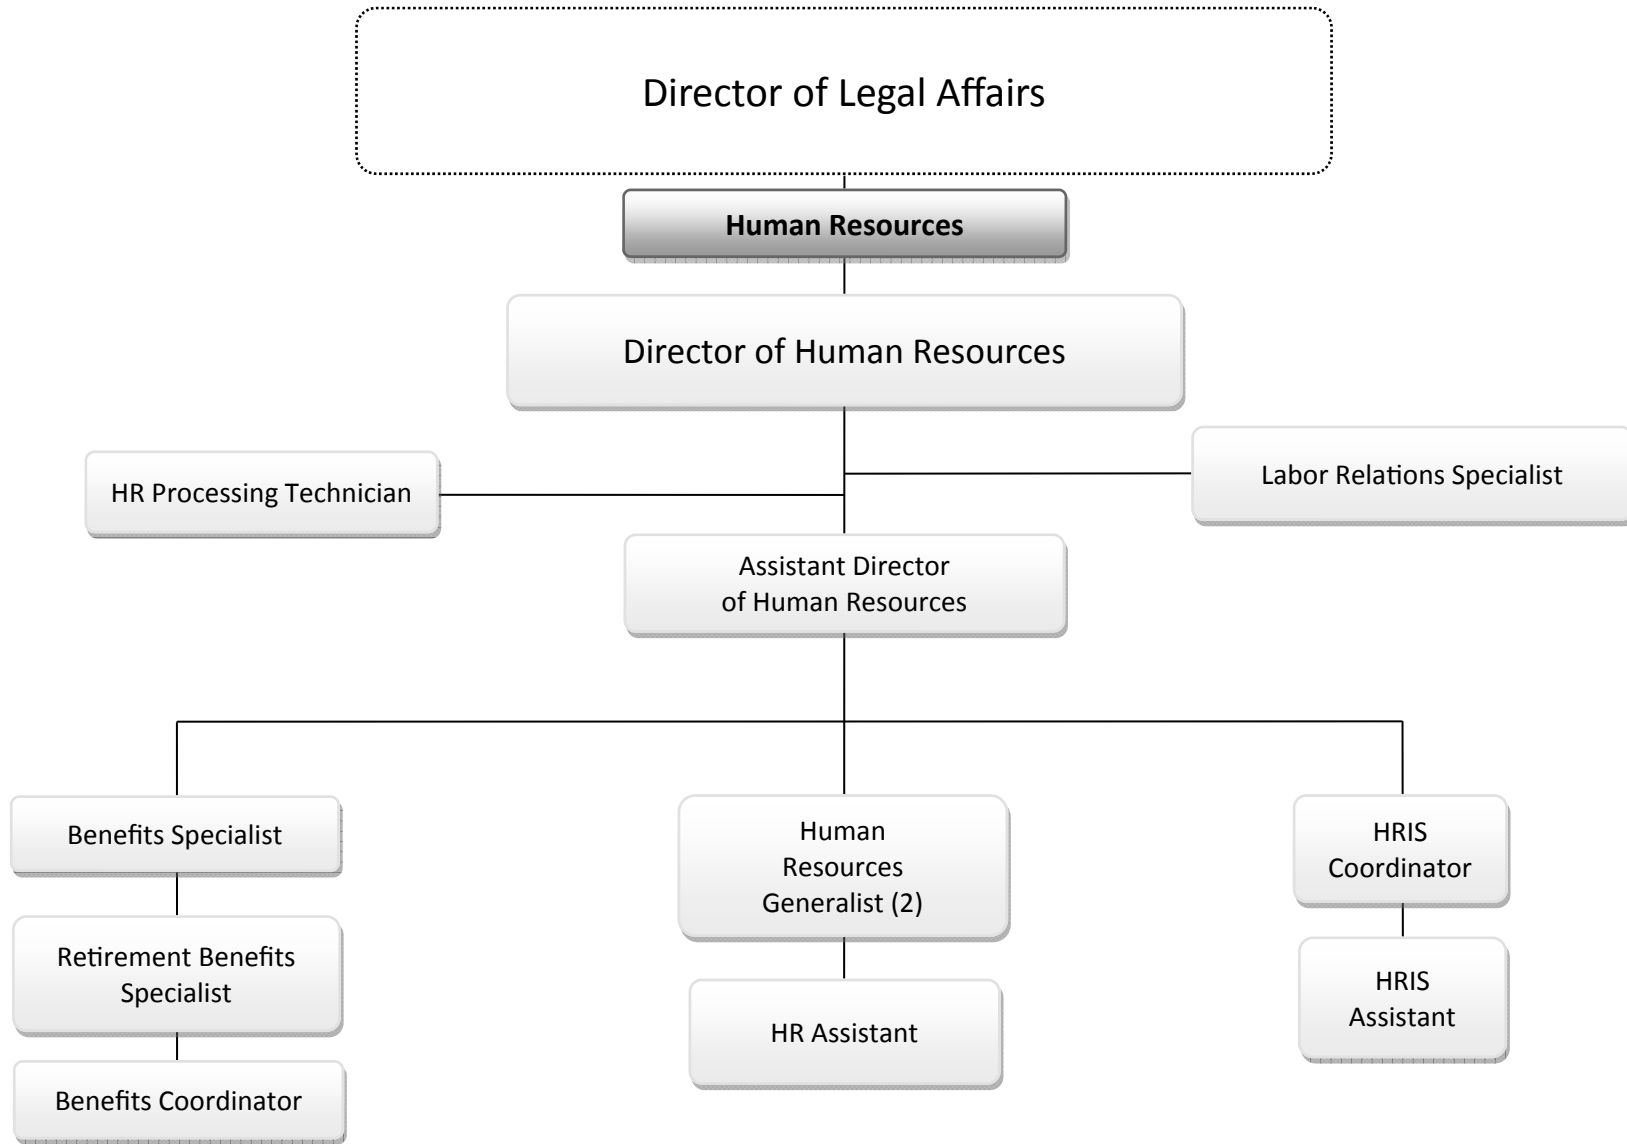 Director of Legal Affairs
Human Resources
Director of Human Resources
HR Processing Technician
Labor Relations Specialist
Assistant Director
of Human Resources
Benefits Specialist
Human
Resources
Generalist (2)
HRIS
Coordinator
Retirement Benefits
Specialist
HR Assistant
HRIS
Assistant
Benefits Coordinator